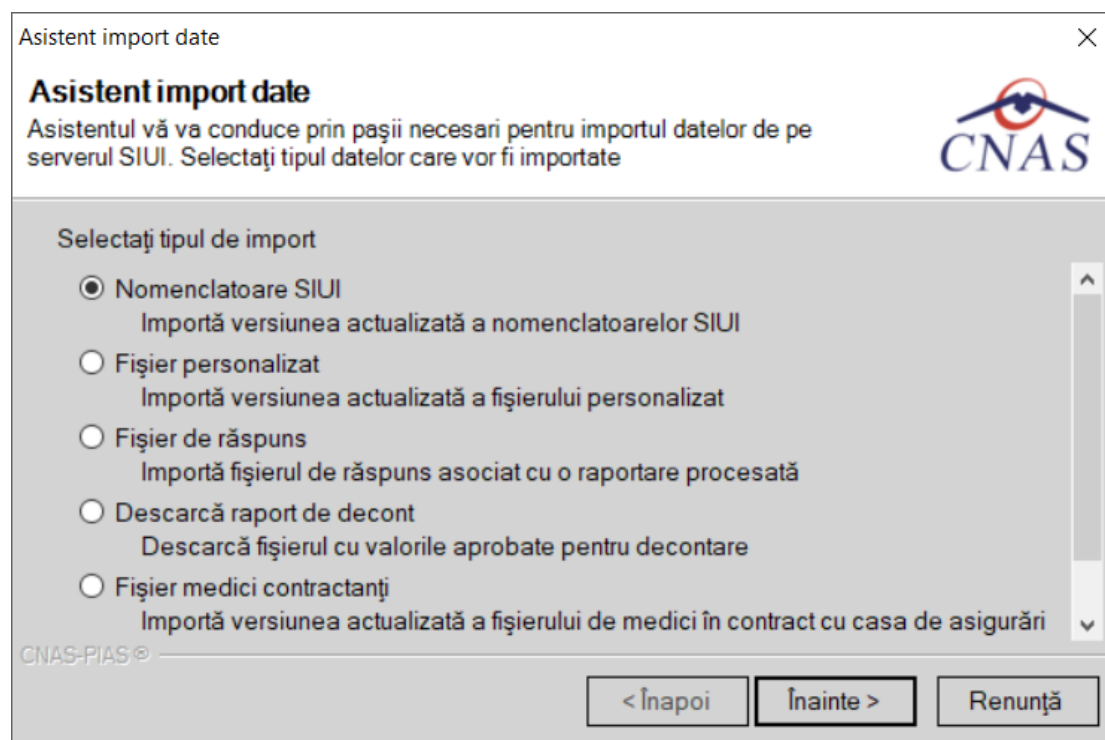 Asistent import date
Asistent import date
Asistentul vă va conduce prin paşii necesari pentru importul datelor de pe
serverul SIUI. Selectaţi tipul datelor care vor fi importate
CNAS
Selectaţi tipul de import
Nomenclatoare SIUI
Importă versiunea actualizată a nomenclatoarelor SIUI
Fişier personalizat
Importă versiunea actualizată a fişierului personalizat
Fişier de răspuns
Importă fişierul de răspuns asociat cu o raportare procesată
Descarcă raport de decont
Descarcă fişierul cu valorile aprobate pentru decontare
Fişier medici contractanţi
Importă versiunea actualizată a fişierului de medici în contract cu casa de asigurări
CNAS-PIAS ®
< Înapoi
Înainte >
Renunţă